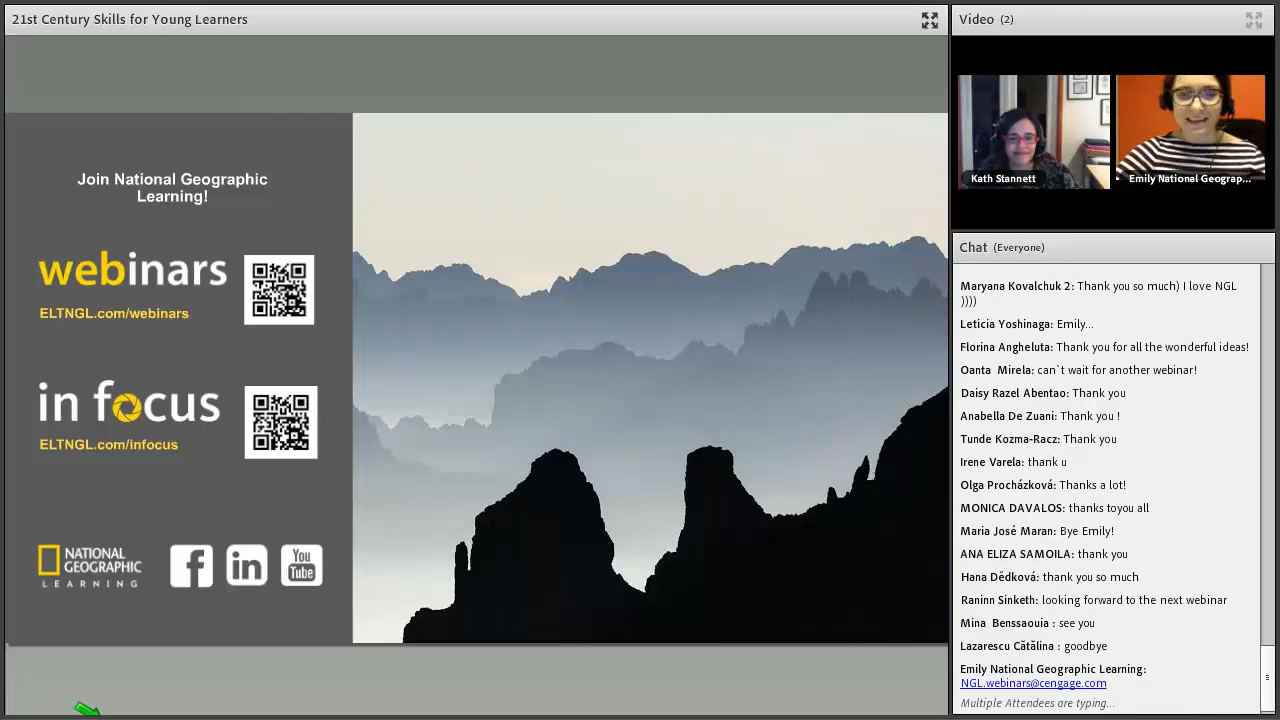 21st Century Skills for Young Learners
Join National Geographic
Learning!
webinars
ELTNGL.com/webinars
in focus
ELTNGL.com/infocus
NATIONAL
GEOGRAPHIC
LEARNING
f
in
You
Tube
Video (2)
Kath Stannett
Emily National Geograp...
Chat (Everyone)
Maryana Kovalchuk 2: Thank you so much) I love NGL
))))
Leticia Yoshinaga: Emily...
Florina Angheluta: Thank you for all the wonderful ideas!
Oanta Mirela: can`t wait for another webinar!
Daisy Razel Abentao: Thank you
Anabella De Zuani: Thank you !
Tunde Kozma-Racz: Thank you
Irene Varela: thank u
Olga Procházková: Thanks a lot!
MONICA DAVALOS: thanks toyou all
Maria José Maran: Bye Emily!
ANA ELIZA SAMOILA: thank you
Hana Dědková: thank you so much
Raninn Sinketh: looking forward to the next webinar
Mina Benssaouia : see you
Lazarescu Cătălina : goodbye
Emily National Geographic Learning:
NGL.webinars@cengage.com
Multiple Attendees are typing...